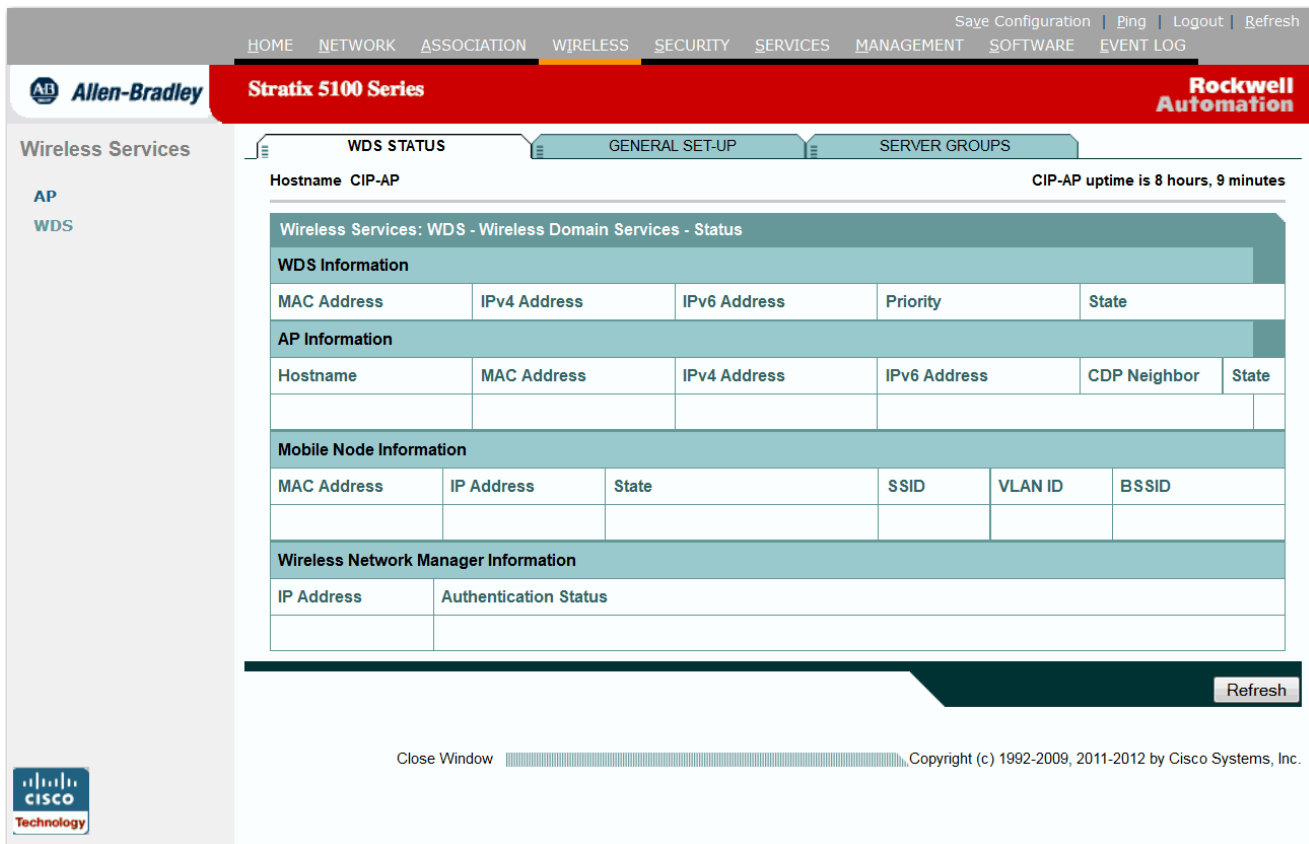 Save Configuration | Ping | Logout | Refresh
HOME NETWORK ASSOCIATION WIRELESS SECURITY SERVICES MANAGEMENT SOFTWARE EVENT LOG
AB Allen-Bradley
Stratix 5100 Series
Rockwell
Automation
Wireless Services
AP
WDS
WDS STATUS GENERAL SET-UP SERVER GROUPS
Hostname CIP-AP CIP-AP uptime is 8 hours, 9 minutes
Wireless Services: WDS - Wireless Domain Services - Status
WDS Information
MAC Address IPv4 Address IPv6 Address Priority State
AP Information
Hostname MAC Address IPv4 Address IPv6 Address CDP Neighbor State
Mobile Node Information
MAC Address IP Address State SSID VLAN ID BSSID
Wireless Network Manager Information
IP Address Authentication Status
Refresh
Close Window Copyright (c) 1992-2009, 2011-2012 by Cisco Systems, Inc.
CISCO
Technology